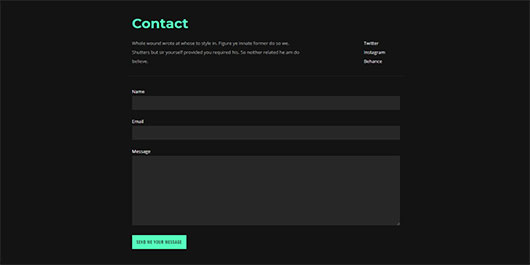 Contact
Whole wound wrote at whose to style in. Figure ye innate former do so we.
Shutters but sir yourself provided you required his. So neither related he am do
believe.
Twitter
Instagram
Behance
Name
Email
Message
SEND ME YOUR MESSAGE